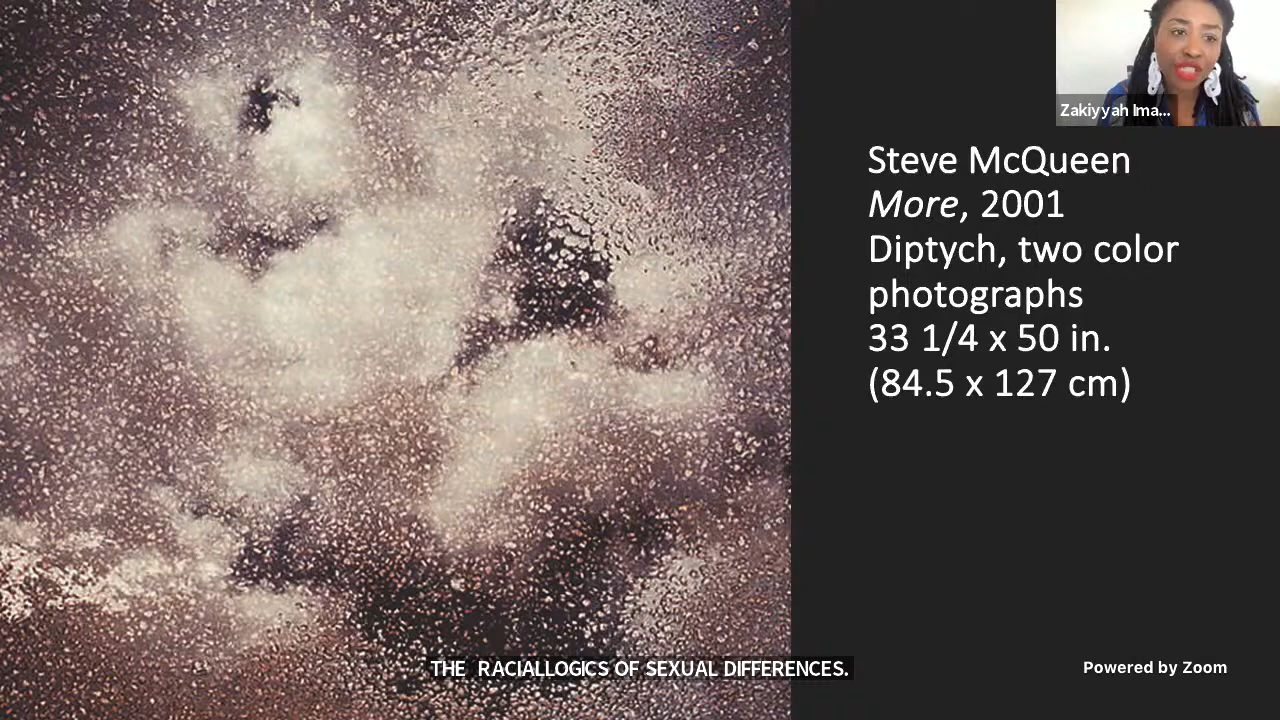 Zakiyyah Ima...
Steve McQueen
More, 2001
Diptych, two color
photographs
33 1/4 x 50 in.
(84.5 x 127 cm)
THE RACIALLOGICS OF SEXUAL DIFFERENCES.
Powered by Zoom